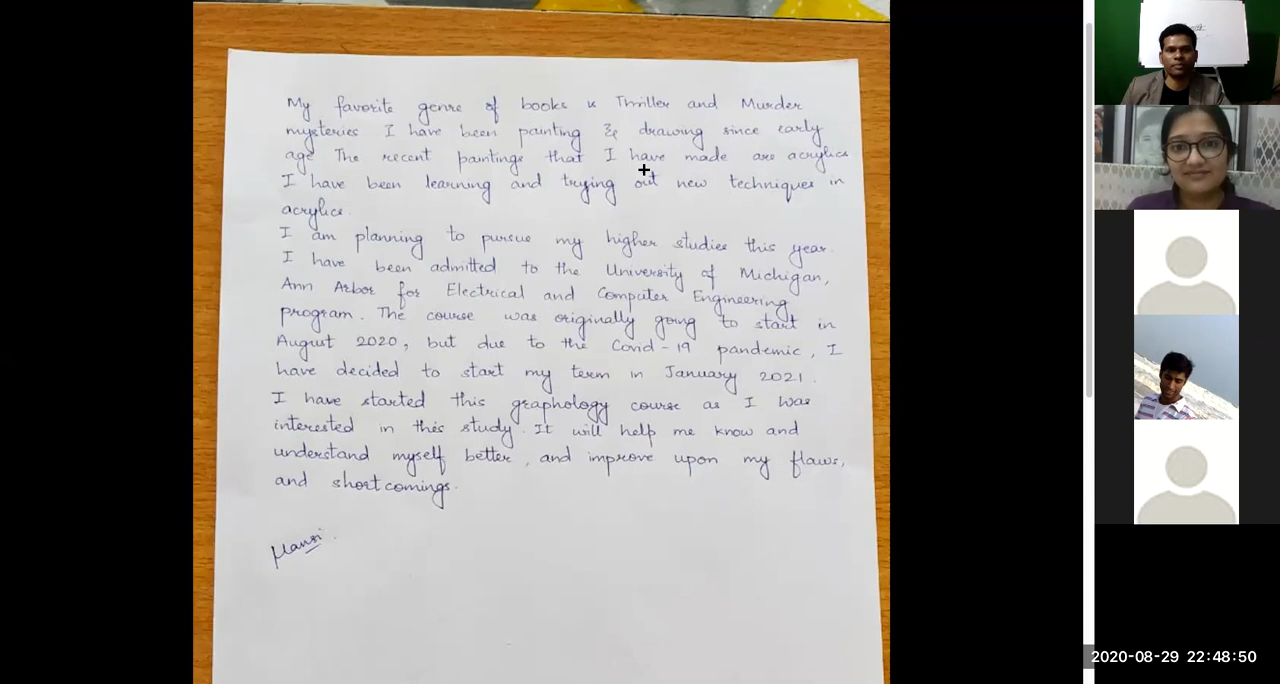 My favorite genre of books is Thriller and Murder
mysteries I have been painting & drawing since early
age The recent paintings that I have made are acrylics
I have been learning and trying out new techniques in
acrylics.
I am planning to pursue my higher studies this year.
I have been admitted to the University of Michigan,
Ann Arbor for Electrical and Computer Engineering
program. The course was originally going to start in
August 2020, but due to the Covid-19 pandemic, I
have decided to start my term in January 2021.
I have started this graphology course as I was
interested in this study. It will help me know and
understand myself better, and improve upon my flaws,
and shortcomings.
Mansi
2020-08-29 22:48:50